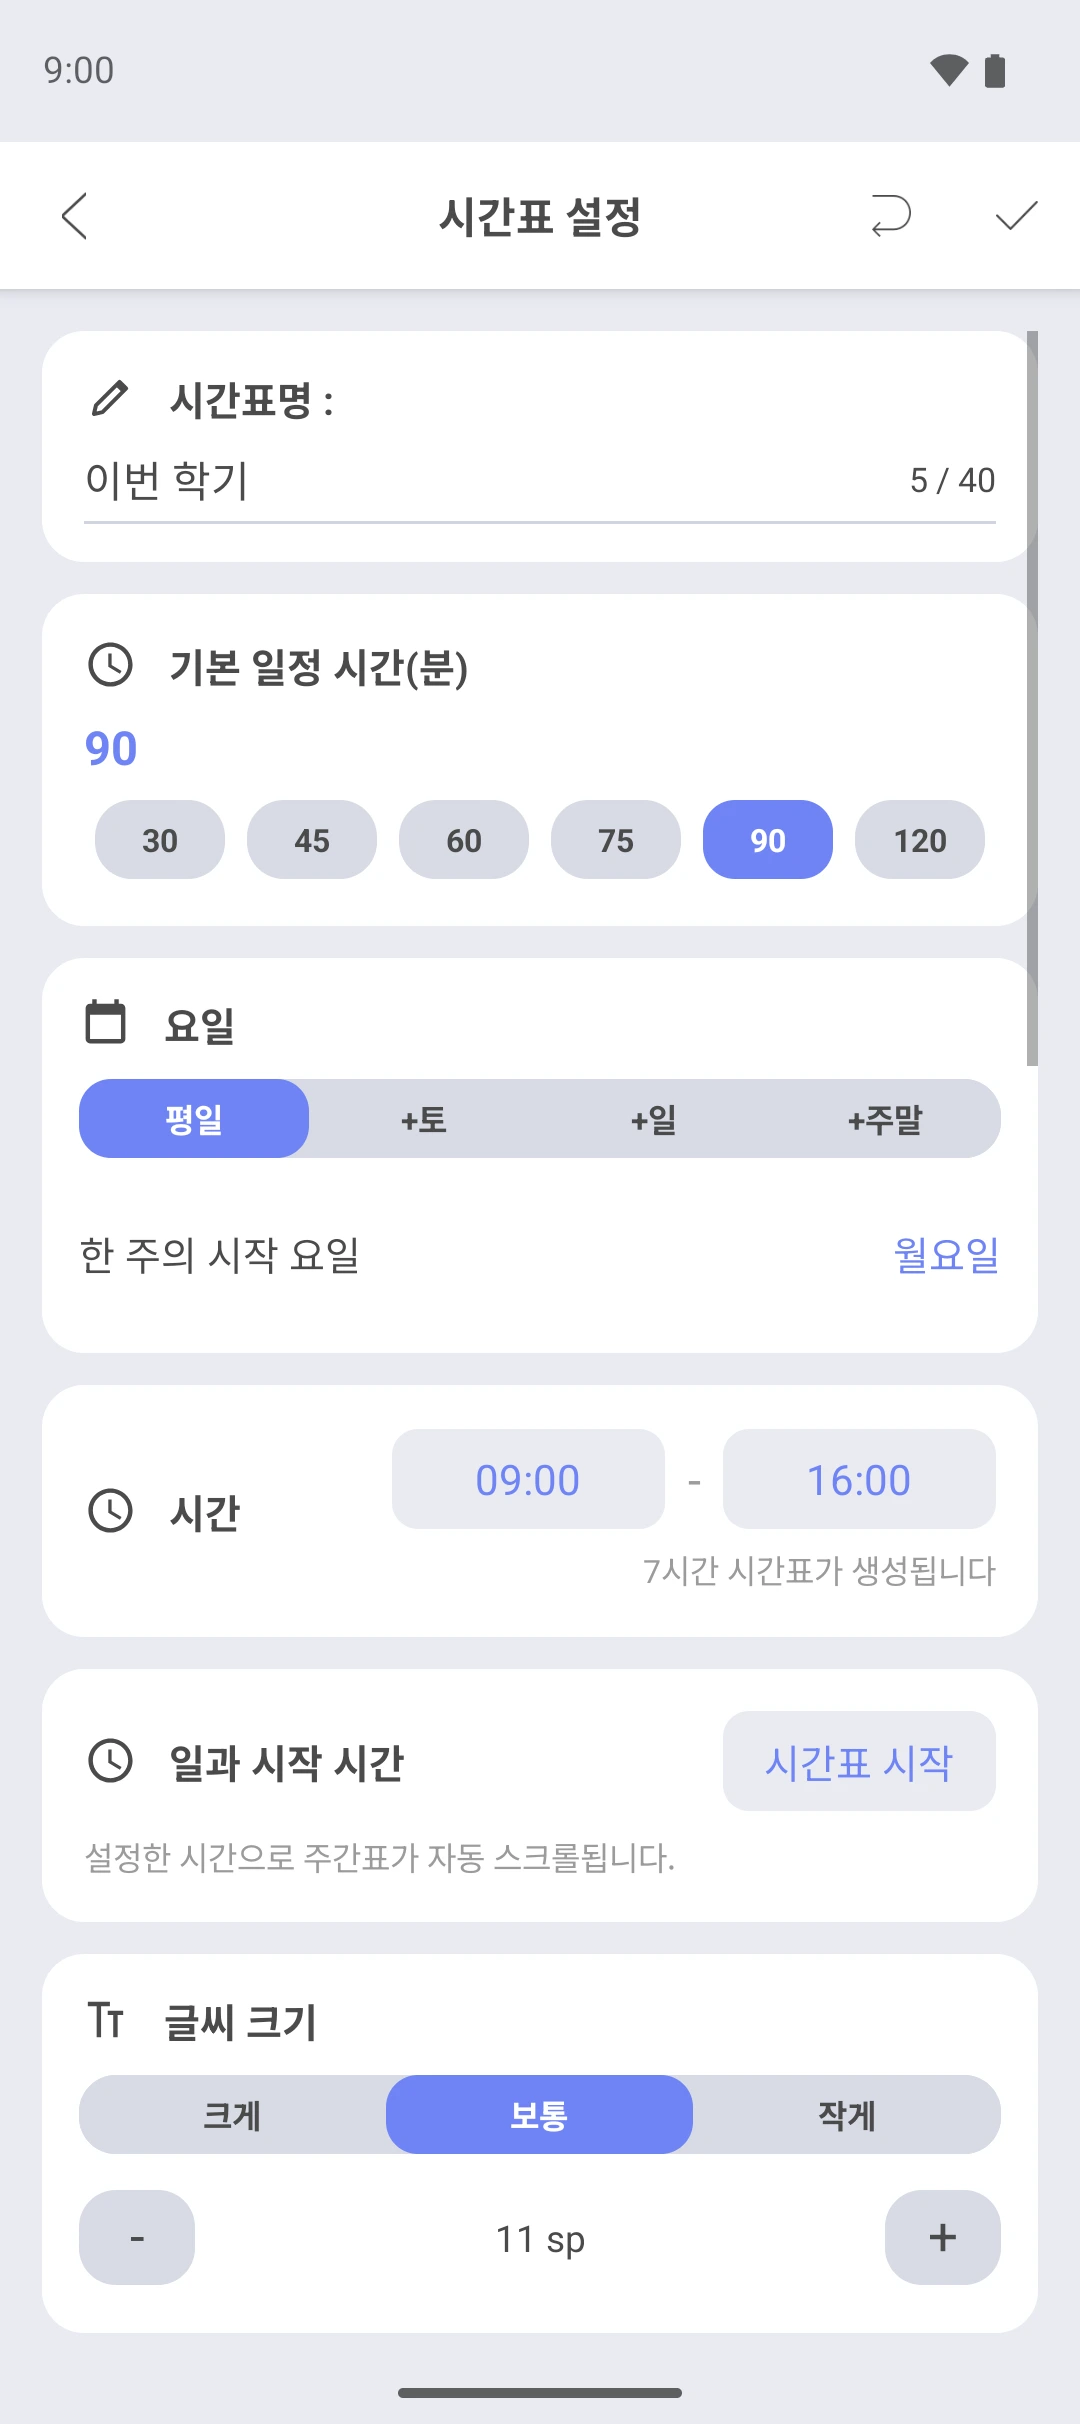 9:00
시간표 설정
시간표명 :
이번 학기 5 / 40
기본 일정 시간(분)
90
30 45 60 75 90 120
요일
평일 +토 +일 +주말
한 주의 시작 요일 월요일
09:00 - 16:00
시간
7시간 시간표가 생성됩니다
일과 시작 시간 시간표 시작
설정한 시간으로 주간표가 자동 스크롤됩니다.
Tт 글씨 크기
크게 보통 작게
- 11 sp +